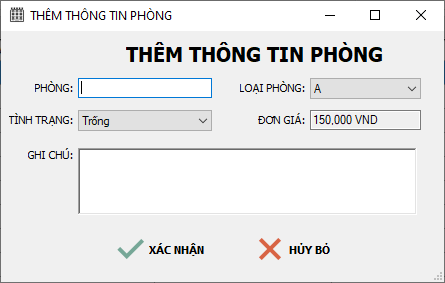 THÊM THÔNG TIN PHÒNG
THÊM THÔNG TIN PHÒNG
PHÒNG: LOẠI PHÒNG: A
TÌNH TRẠNG: Trống ĐƠN GIÁ: 150,000 VND
GHI CHÚ:
XÁC NHẬN HỦY BỎ